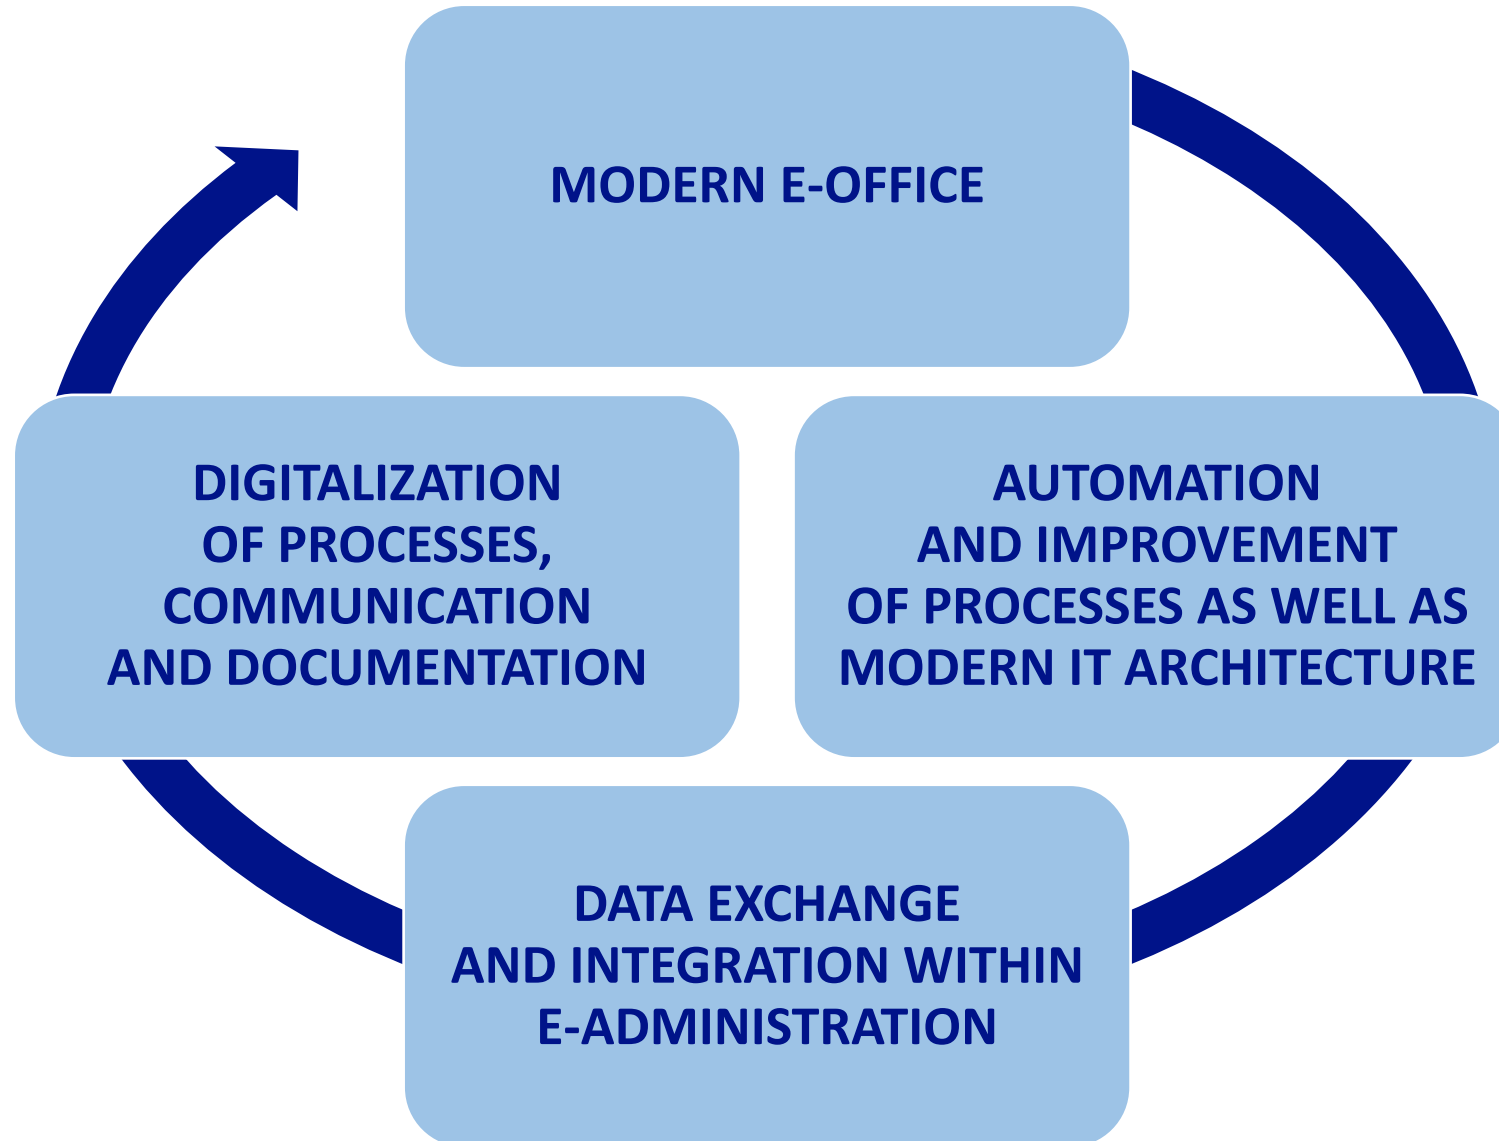 MODERN E-OFFICE
DIGITALIZATION
OF PROCESSES,
COMMUNICATION
AND DOCUMENTATION
AUTOMATION
AND IMPROVEMENT
OF PROCESSES AS WELL AS
MODERN IT ARCHITECTURE
DATA EXCHANGE
AND INTEGRATION WITHIN
E-ADMINISTRATION